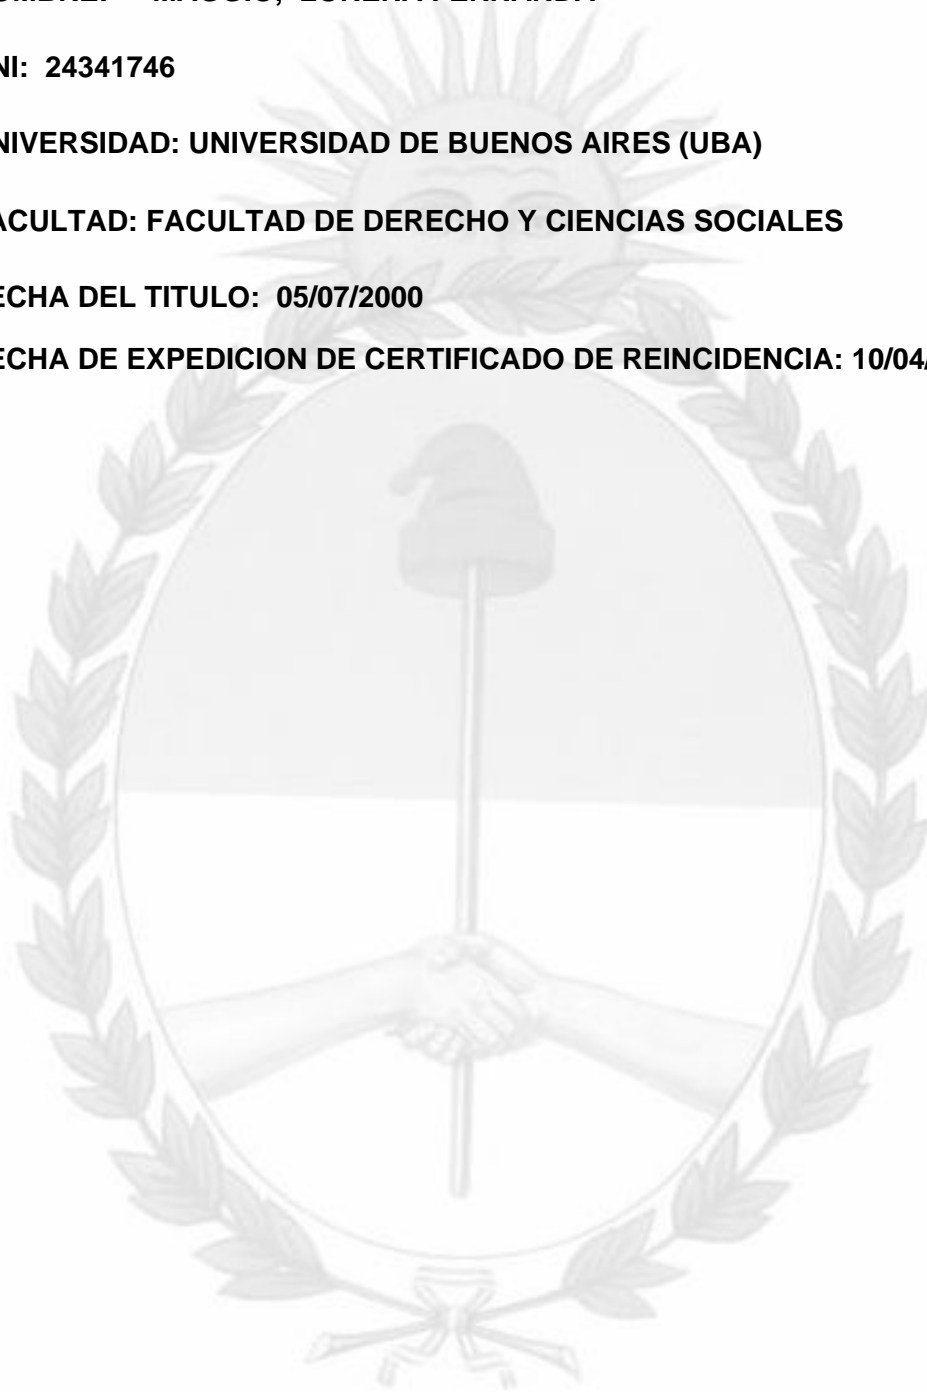 NI: 24341746
NIVERSIDAD: UNIVERSIDAD DE BUENOS AIRES (UBA)
ACULTAD: FACULTAD DE DERECHO Y CIENCIAS SOCIALES
ECHA DEL TITULO: 05/07/2000
ECHA DE EXPEDICION DE CERTIFICADO DE REINCIDENCIA: 10/04/